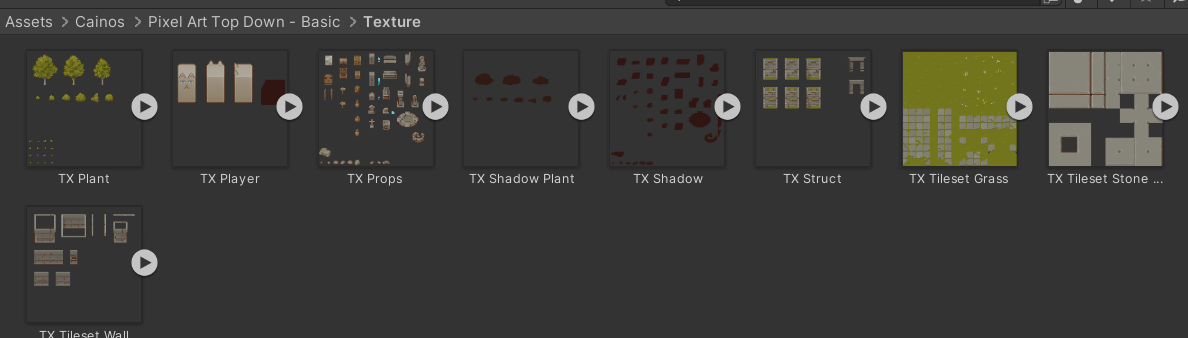 Assets > Cainos > Pixel Art Top Down - Basic > Texture
TX Plant
TX Player
TX Props
TX Shadow Plant
TX Shadow
TX Struct
TX Tileset Grass
TX Tileset Stone ...
TX Tileset Wall